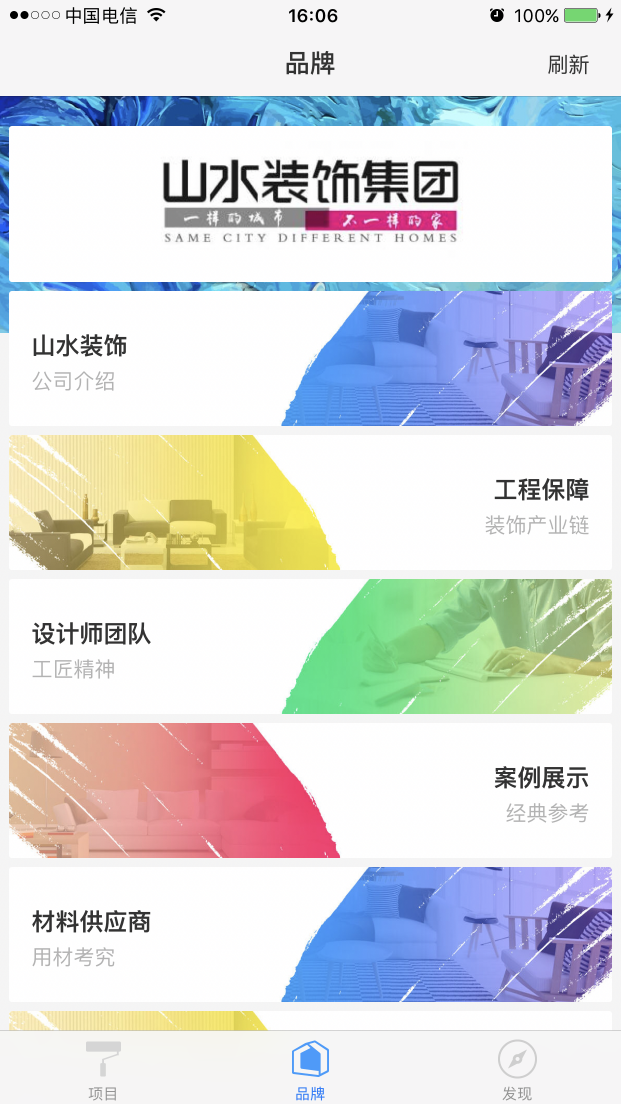 中国电信 16:06 100%
品牌 刷新
山水装饰集团
一样的城市 不一样的家
SAME CITY DIFFERENT HOMES
山水装饰
公司介绍
工程保障
装饰产业链
设计师团队
工匠精神
案例展示
经典参考
材料供应商
用材考究
项目 品牌 发现